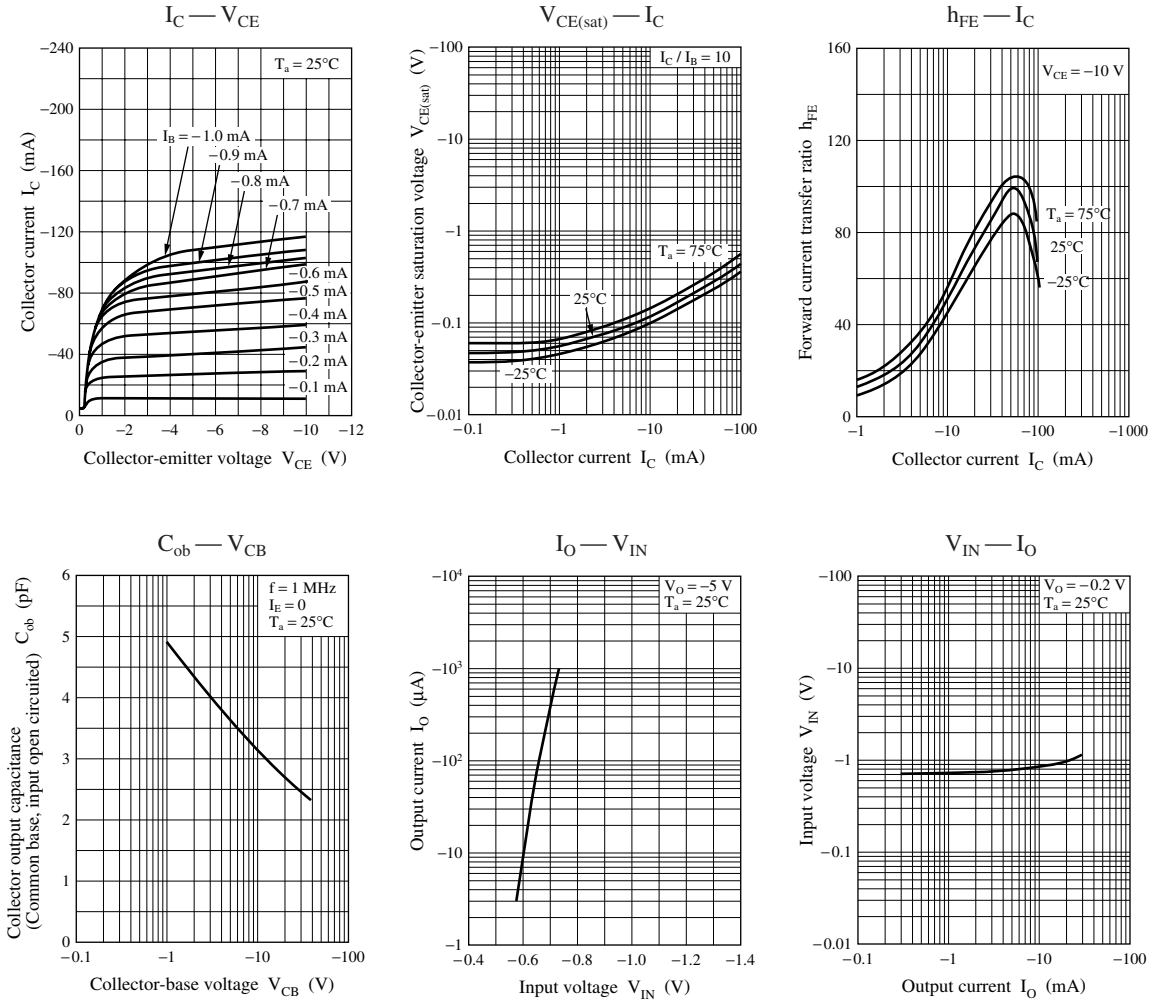 I_C — V_CE
Collector current I_C (mA)
−240
−200
−160
−120
−80
−40
0
T_a = 25°C
I_B = −1.0 mA
−0.9 mA
−0.8 mA
−0.7 mA
−0.6 mA
−0.5 mA
−0.4 mA
−0.3 mA
−0.2 mA
−0.1 mA
0 −2 −4 −6 −8 −10 −12
Collector-emitter voltage V_CE (V)
V_CE(sat) — I_C
Collector-emitter saturation voltage V_CE(sat) (V)
−100
−10
−1
−0.1
−0.01
I_C / I_B = 10
T_a = 75°C
25°C
−25°C
−0.1 −1 −10 −100
Collector current I_C (mA)
h_FE — I_C
Forward current transfer ratio h_FE
160
120
80
40
0
V_CE = −10 V
T_a = 75°C
25°C
−25°C
−1 −10 −100 −1 000
Collector current I_C (mA)
C_ob — V_CB
Collector output capacitance
(Common base, input open circuited) C_ob (pF)
6
5
4
3
2
1
0
f = 1 MHz
I_E = 0
T_a = 25°C
−0.1 −1 −10 −100
Collector-base voltage V_CB (V)
I_O — V_IN
Output current I_O (µA)
−10⁴
−10³
−10²
−10
−1
V_O = −5 V
T_a = 25°C
−0.4 −0.6 −0.8 −1.0 −1.2 −1.4
Input voltage V_IN (V)
V_IN — I_O
Input voltage V_IN (V)
−100
−10
−1
−0.1
−0.01
V_O = −0.2 V
T_a = 25°C
−0.1 −1 −10 −100
Output current I_O (mA)